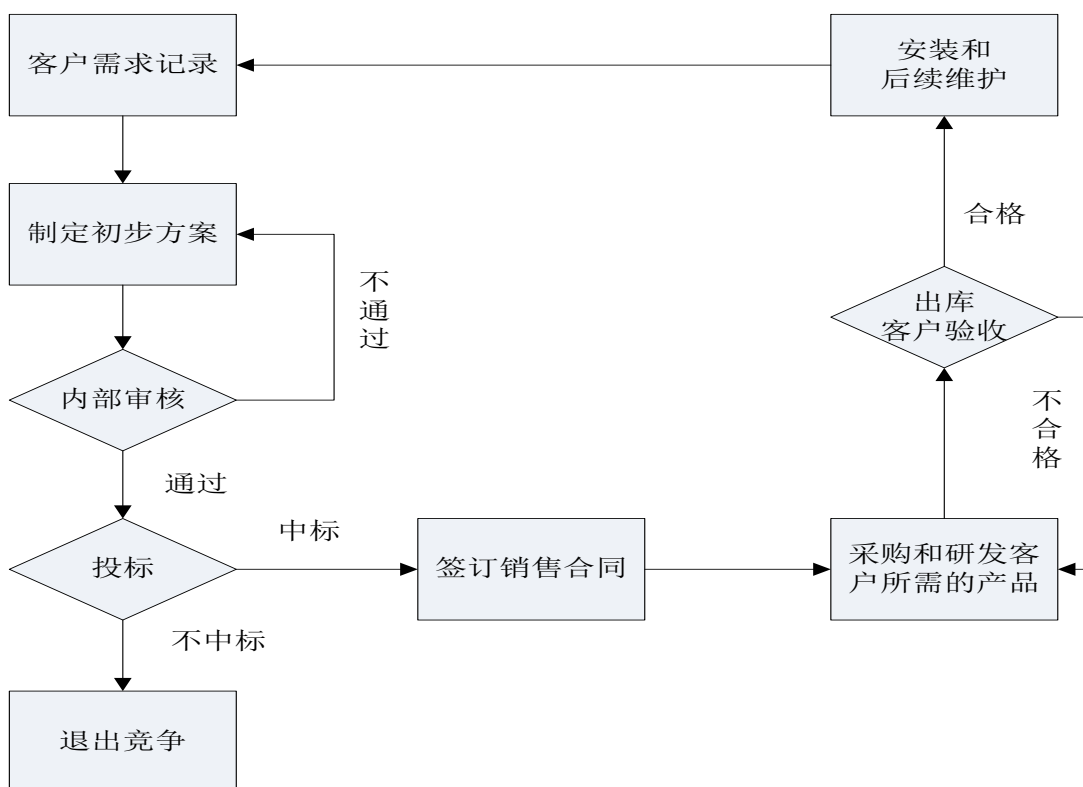 客户需求记录
安装和
后续维护
制定初步方案
不
通
过
合格
出库
客户验收
内部审核
不
合
格
通过
中标
投标
签订销售合同
采购和研发客
户所需的产品
不中标
退出竞争